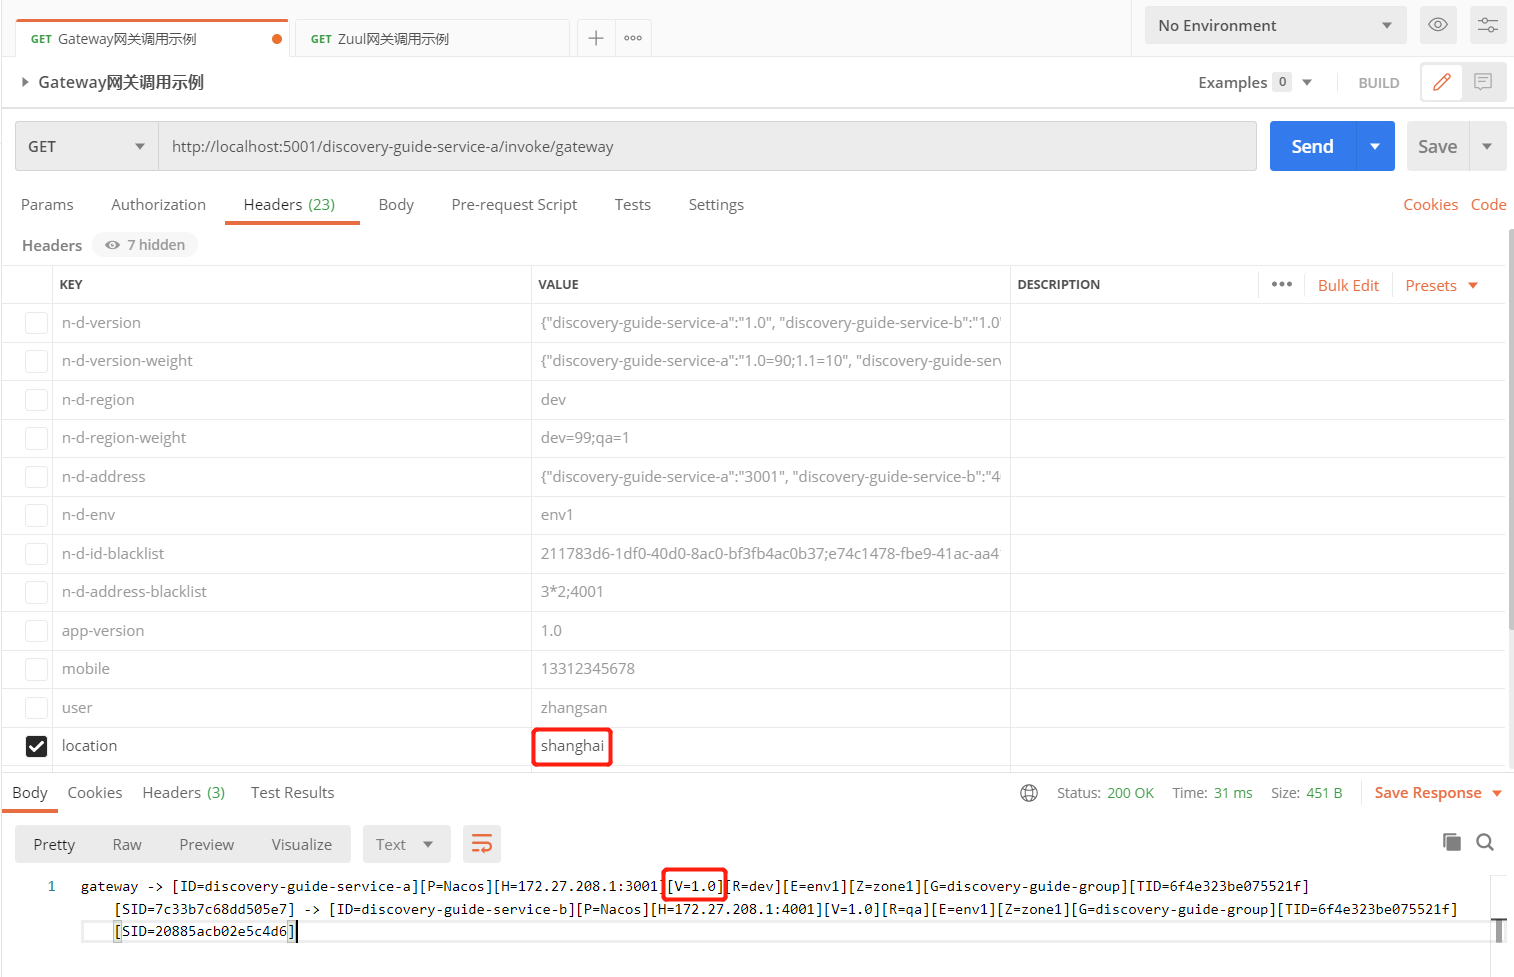 GET Gateway网关调用示例
GET Zuul网关调用示例
No Environment
Gateway网关调用示例
Examples 0
BUILD
GET
http://localhost:5001/discovery-guide-service-a/invoke/gateway
Send
Save
Params Authorization Headers (23) Body Pre-request Script Tests Settings Cookies Code
Headers 7 hidden
KEY VALUE DESCRIPTION Bulk Edit Presets
n-d-version {"discovery-guide-service-a":"1.0", "discovery-guide-service-b":"1.0"
n-d-version-weight {"discovery-guide-service-a":"1.0=90;1.1=10", "discovery-guide-serv
n-d-region dev
n-d-region-weight dev=99;qa=1
n-d-address {"discovery-guide-service-a":"3001", "discovery-guide-service-b":"4
n-d-env env1
n-d-id-blacklist 211783d6-1df0-40d0-8ac0-bf3fb4ac0b37;e74c1478-fbe9-41ac-aa4
n-d-address-blacklist 3*2;4001
app-version 1.0
mobile 13312345678
user zhangsan
location shanghai
Body Cookies Headers (3) Test Results Status: 200 OK Time: 31 ms Size: 451 B Save Response
Pretty Raw Preview Visualize Text
1 gateway -> [ID=discovery-guide-service-a][P=Nacos][H=172.27.208.1:3001][V=1.0][R=dev][E=env1][Z=zone1][G=discovery-guide-group][TID=6f4e323be075521f]
[SID=7c33b7c68dd505e7] -> [ID=discovery-guide-service-b][P=Nacos][H=172.27.208.1:4001][V=1.0][R=qa][E=env1][Z=zone1][G=discovery-guide-group][TID=6f4e323be075521f]
[SID=20885acb02e5c4d6]